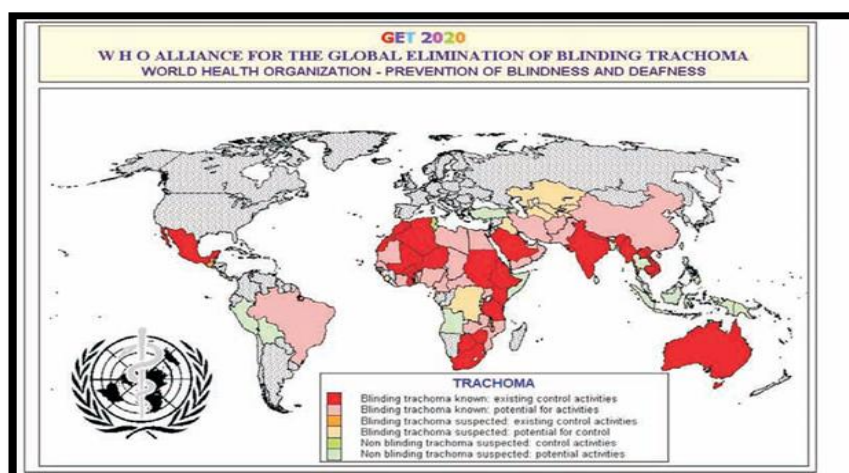 GET 2020
W H O ALLIANCE FOR THE GLOBAL ELIMINATION OF BLINDING TRACHOMA
WORLD HEALTH ORGANIZATION - PREVENTION OF BLINDNESS AND DEAFNESS
TRACHOMA
Blinding trachoma known: existing control activities
Blinding trachoma known: potential for activities
Blinding trachoma suspected: existing control activities
Blinding trachoma suspected: potential for control
Non blinding trachoma suspected: control activities
Non blinding trachoma suspected: potential activities